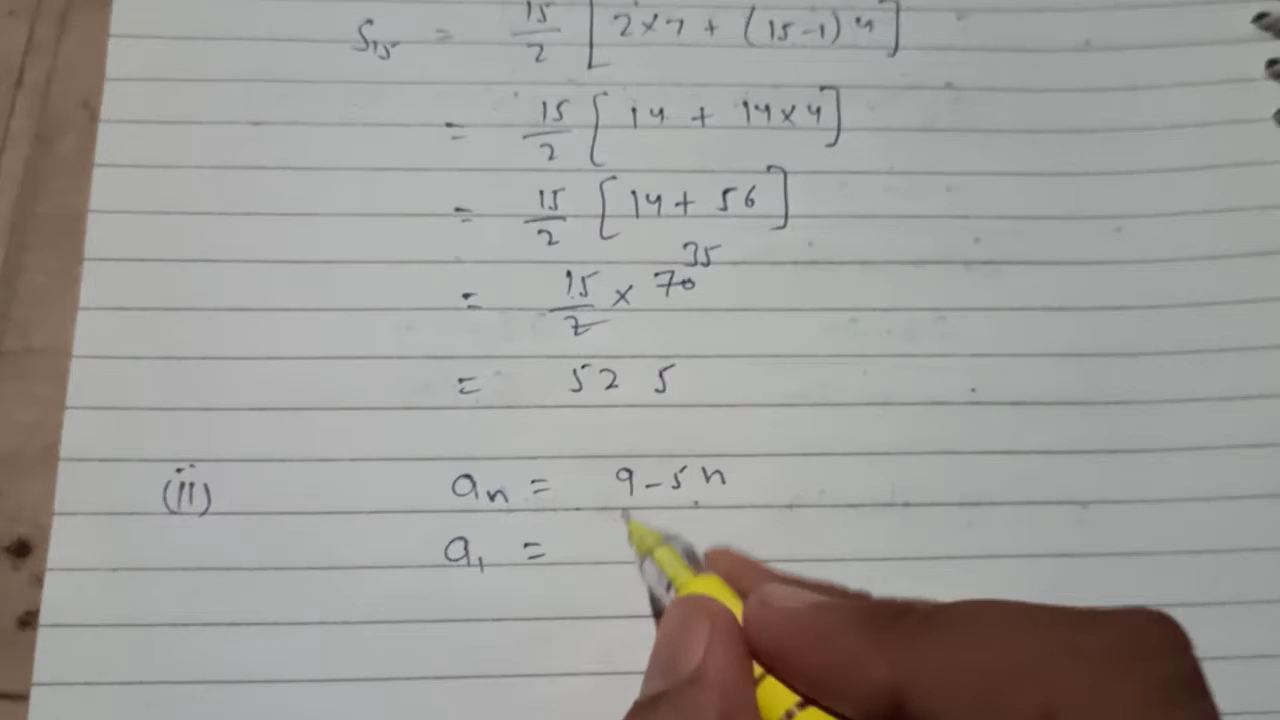 S15 = 15/2 [2×7 + (15-1)4]
= 15/2 [14 + 14×4]
= 15/2 [14 + 56]
= 15/2 × 70 35
= 525
(ii) an = 9-5n
a1 =